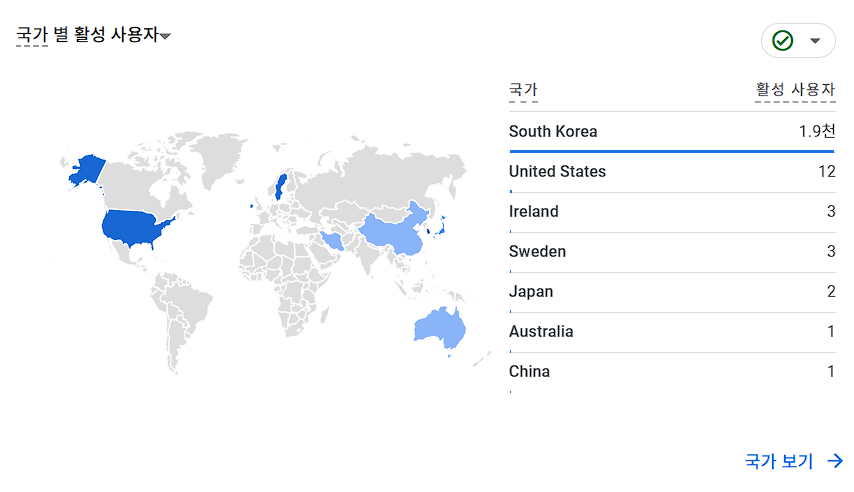 국가 별 활성 사용자
국가 활성 사용자
South Korea 1.9천
United States 12
Ireland 3
Sweden 3
Japan 2
Australia 1
China 1
국가 보기